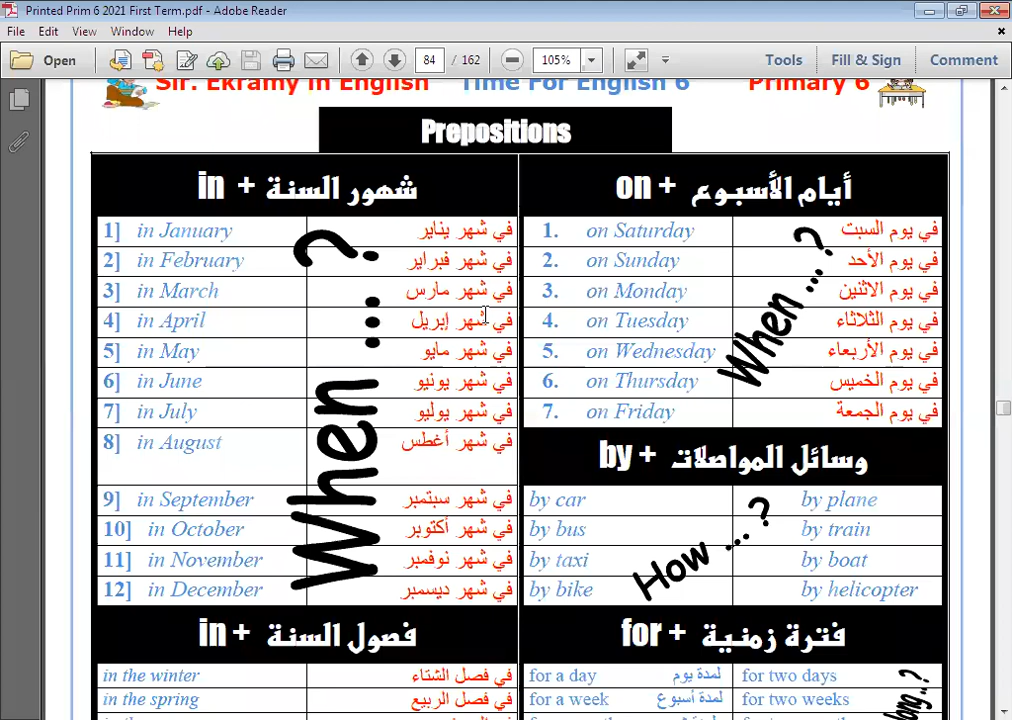 Printed Prim 6 2021 First Term.pdf - Adobe Reader
File Edit View Window Help
Open 84 / 162 105% Tools Fill & Sign Comment
Sir. Ekramy in English Time For English 6 Primary 6
Prepositions
in + شهور السنة
1] in January في شهر يناير
2] in February في شهر فبراير
3] in March في شهر مارس
4] in April في شهر إبريل
5] in May في شهر مايو
6] in June في شهر يونيو
7] in July في شهر يوليو
8] in August في شهر أغطس
9] in September في شهر سبتمبر
10] in October في شهر أكتوبر
11] in November في شهر نوفمبر
12] in December في شهر ديسمبر
When ... ?
in + فصول السنة
in the winter في فصل الشتاء
in the spring في فصل الربيع
on + أيام الأسبوع
1. on Saturday في يوم السبت
2. on Sunday في يوم الأحد
3. on Monday في يوم الاثنين
4. on Tuesday في يوم الثلاثاء
5. on Wednesday في يوم الأربعاء
6. on Thursday في يوم الخميس
7. on Friday في يوم الجمعة
When ... ?
by + وسائل المواصلات
by car by plane
by bus by train
by taxi by boat
by bike by helicopter
How ... ?
for + فترة زمنية
for a day لمدة يوم for two days
for a week لمدة أسبوع for two weeks